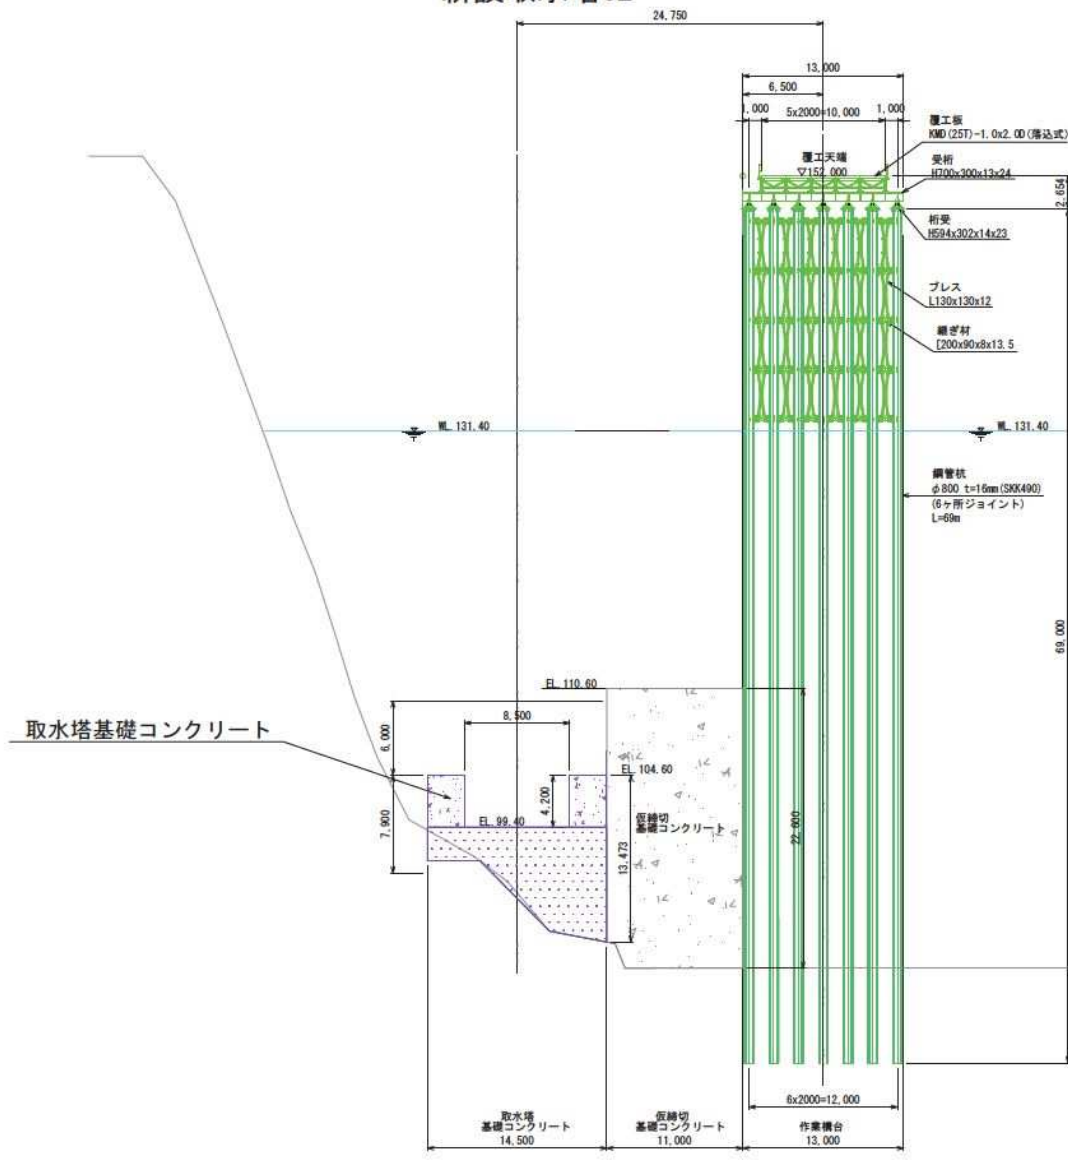 24.750
13,000
6,500
1,000
5x2000=10,000
1,000
覆工板
KMD(25T)-1.0x2.0D(落込式)
覆工天端
▽152.000
受桁
H700x300x13x24
2.654
桁受
H594x302x14x23
ブレス
L130x130x12
繋ぎ材
[200x90x8x13.5
WL.131.40
WL.131.40
鋼管杭
φ800 t=16mm(SKK490)
(6ヶ所ジョイント)
L=69m
69,000
EL.110.60
8,500
6,000
取水塔基礎コンクリート
EL.104.60
4,200
7,900
EL.99.40
仮締切
基礎コンクリート
13,473
22,600
6x2000=12,000
取水塔
基礎コンクリート
14,500
仮締切
基礎コンクリート
11,000
作業構台
13,000